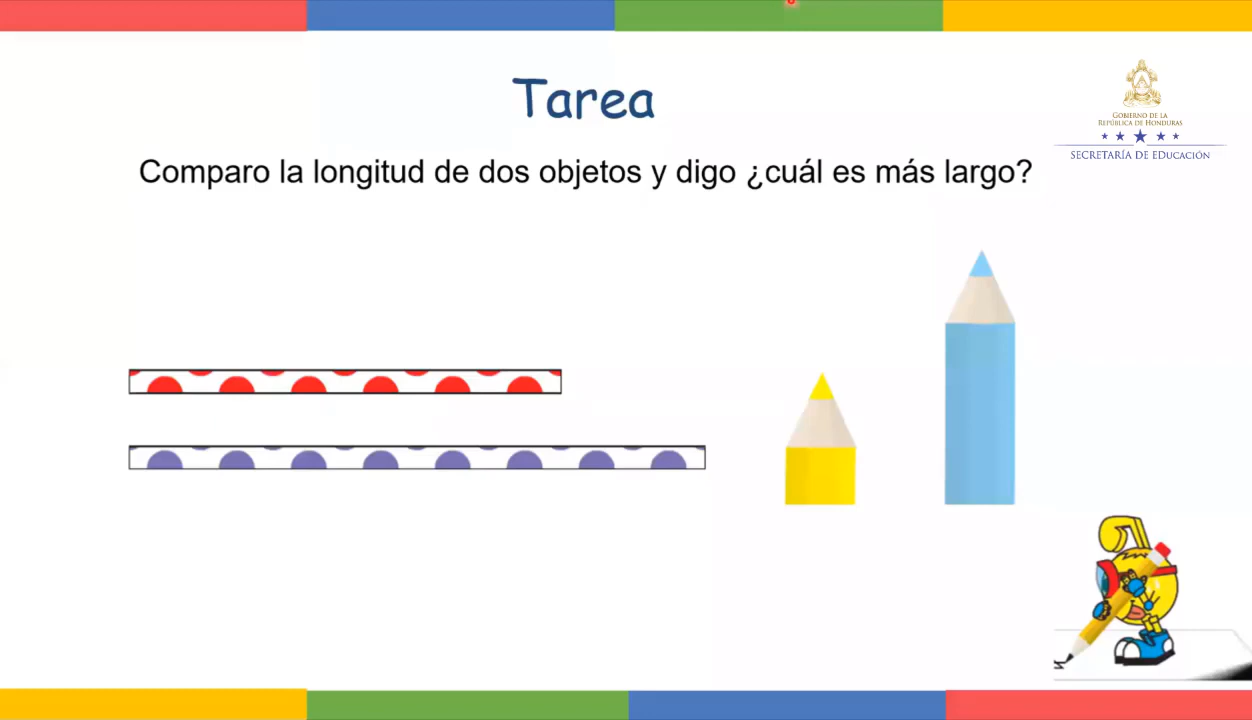 Tarea
GOBIERNO DE LA
REPÚBLICA DE HONDURAS
SECRETARÍA DE EDUCACIÓN
Comparo la longitud de dos objetos y digo ¿cuál es más largo?